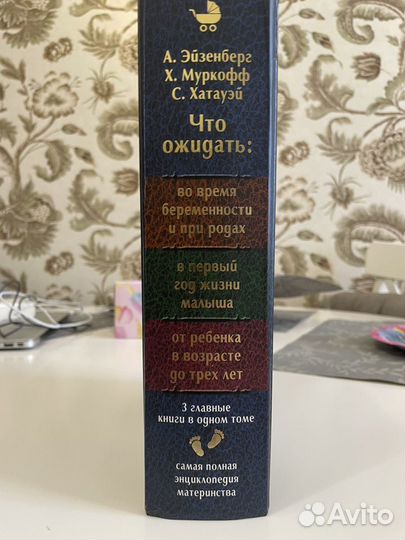 А. Эйзенберг
Х. Муркофф
С. Хатауэй
Что
ожидать:
во время
беременности
и при родах
в первый
год жизни
малыша
от ребенка
в возрасте
до трех лет
3 главные
книги в одном томе
самая полная
энциклопедия
материнства
Avito